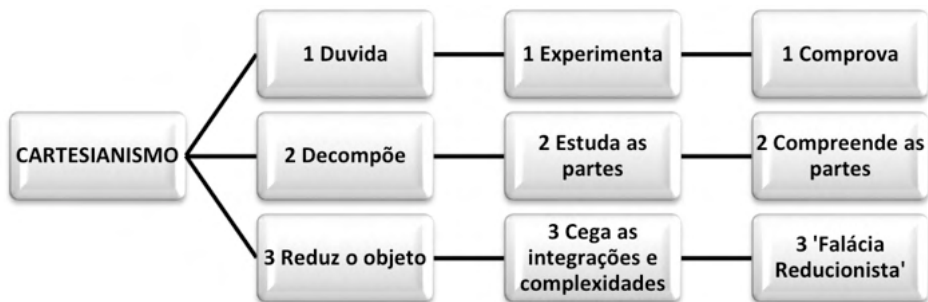 CARTESIANISMO
1 Duvida
1 Experimenta
1 Comprova
2 Decompõe
2 Estuda as
partes
2 Compreende as
partes
3 Reduz o objeto
3 Cega as
integrações e
complexidades
3 'Falácia
Reducionista'